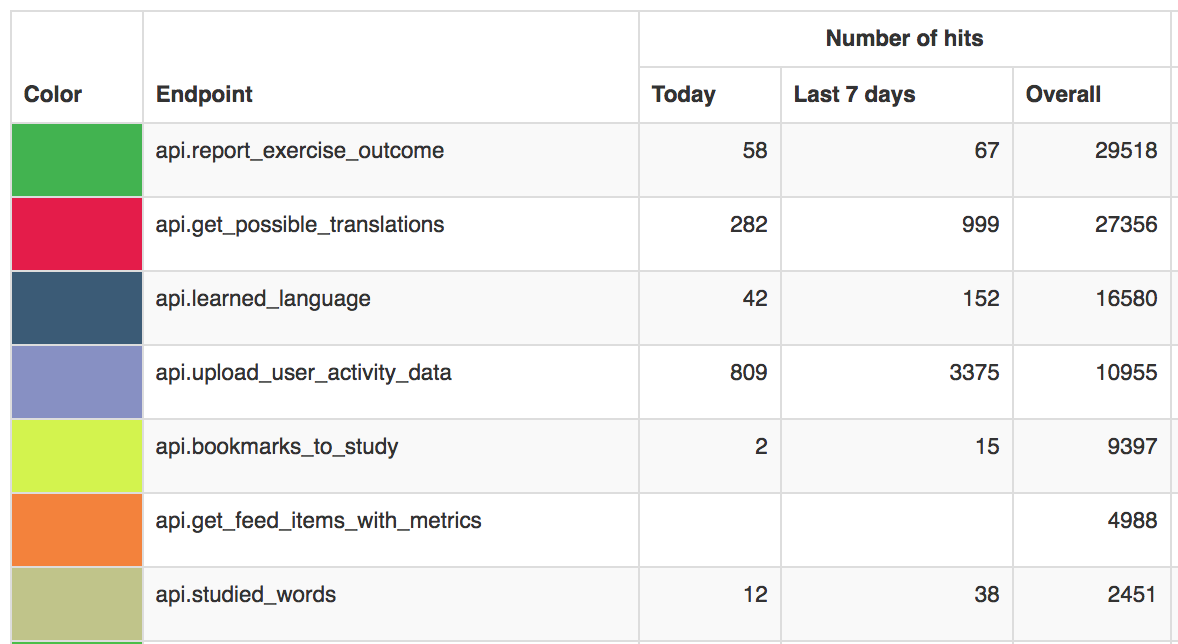 Number of hits
Color Endpoint Today Last 7 days Overall
api.report_exercise_outcome 58 67 29518
api.get_possible_translations 282 999 27356
api.learned_language 42 152 16580
api.upload_user_activity_data 809 3375 10955
api.bookmarks_to_study 2 15 9397
api.get_feed_items_with_metrics 4988
api.studied_words 12 38 2451